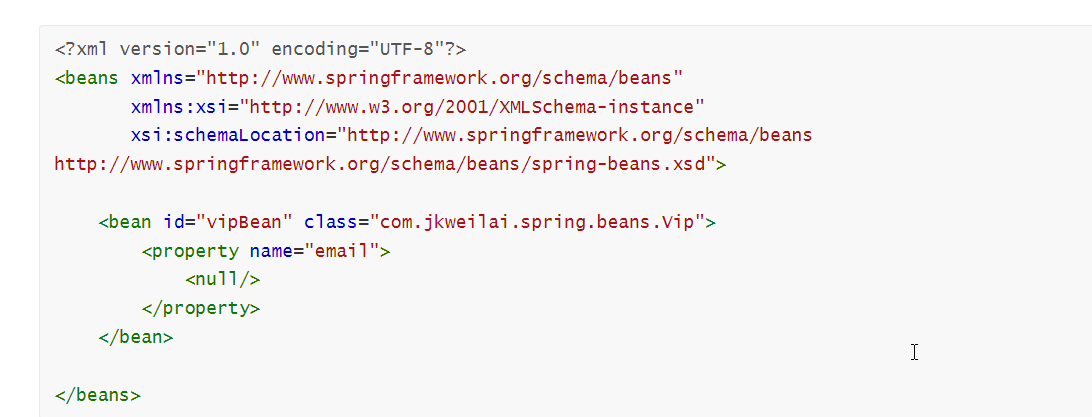 <?xml version="1.0" encoding="UTF-8"?>
<beans xmlns="http://www.springframework.org/schema/beans"
       xmlns:xsi="http://www.w3.org/2001/XMLSchema-instance"
       xsi:schemaLocation="http://www.springframework.org/schema/beans
http://www.springframework.org/schema/beans/spring-beans.xsd">

    <bean id="vipBean" class="com.jkweilai.spring.beans.Vip">
        <property name="email">
            <null/>
        </property>
    </bean>

</beans>